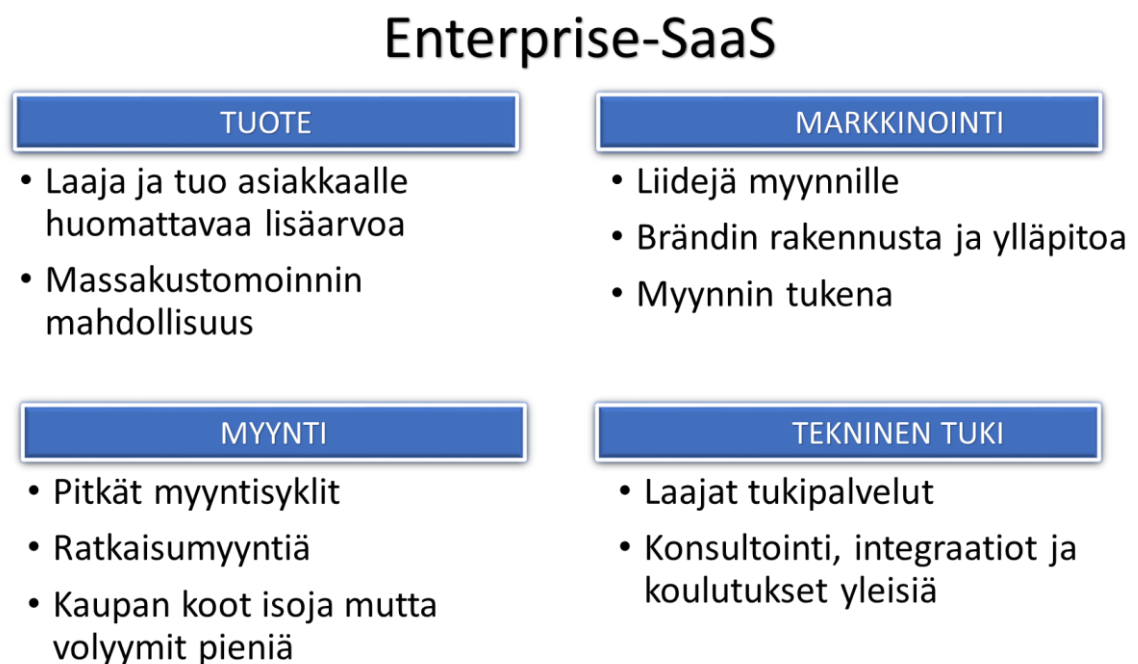 Enterprise-SaaS
TUOTE
• Laaja ja tuo asiakkaalle
huomattavaa lisäarvoa
• Massakustomoinnin
mahdollisuus
MARKKINOINTI
• Liidejä myynnille
• Brändin rakennusta ja ylläpitoa
• Myynnin tukena
MYYNTI
• Pitkät myyntisyklit
• Ratkaisumyyntiä
• Kaupan koot isoja mutta
volyymit pieniä
TEKNINEN TUKI
• Laajat tukipalvelut
• Konsultointi, integraatiot ja
koulutukset yleisiä